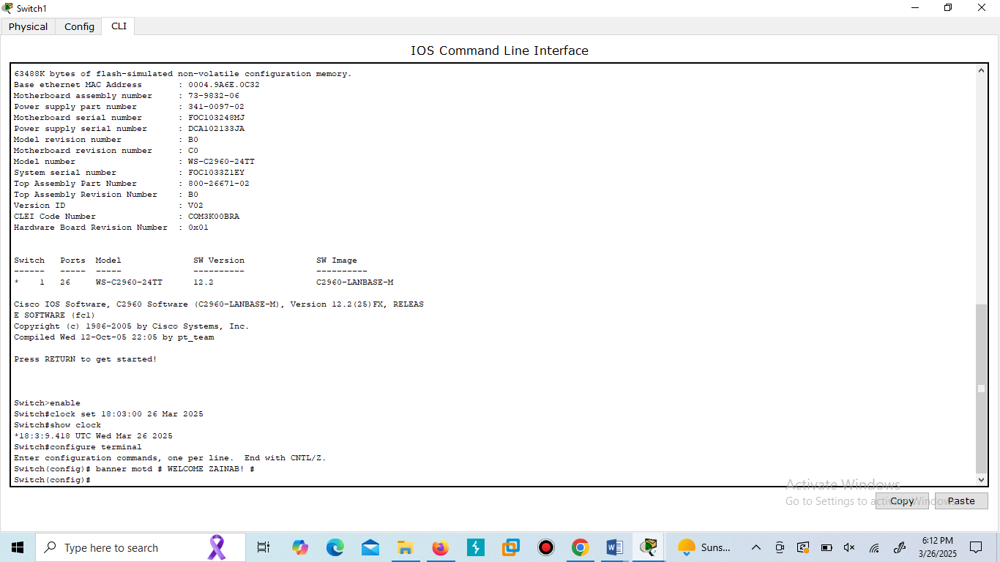 Switch1
Physical Config CLI
IOS Command Line Interface
63488K bytes of flash-simulated non-volatile configuration memory.
Base ethernet MAC Address : 0004.9A6E.0C32
Motherboard assembly number : 73-9832-06
Power supply part number : 341-0097-02
Motherboard serial number : FOC103248MJ
Power supply serial number : DCA102133JA
Model revision number : B0
Motherboard revision number : C0
Model number : WS-C2960-24TT
System serial number : FOC1033Z1EY
Top Assembly Part Number : 800-26671-02
Top Assembly Revision Number : B0
Version ID : V02
CLEI Code Number : COM3K00BRA
Hardware Board Revision Number : 0x01
Switch Ports Model SW Version SW Image
------ ----- ----- ---------- ----------
* 1 26 WS-C2960-24TT 12.2 C2960-LANBASE-M
Cisco IOS Software, C2960 Software (C2960-LANBASE-M), Version 12.2(25)FX, RELEAS
E SOFTWARE (fc1)
Copyright (c) 1986-2005 by Cisco Systems, Inc.
Compiled Wed 12-Oct-05 22:05 by pt_team
Press RETURN to get started!
Switch>enable
Switch#clock set 18:03:00 26 Mar 2025
Switch#show clock
*18:3:9.418 UTC Wed Mar 26 2025
Switch#configure terminal
Enter configuration commands, one per line. End with CNTL/Z.
Switch(config)# banner motd # WELCOME ZAINAB! #
Switch(config)#
Activate Windows
Go to Settings to activate Windows.
Copy Paste
Type here to search
Suns...
6:12 PM
3/26/2025